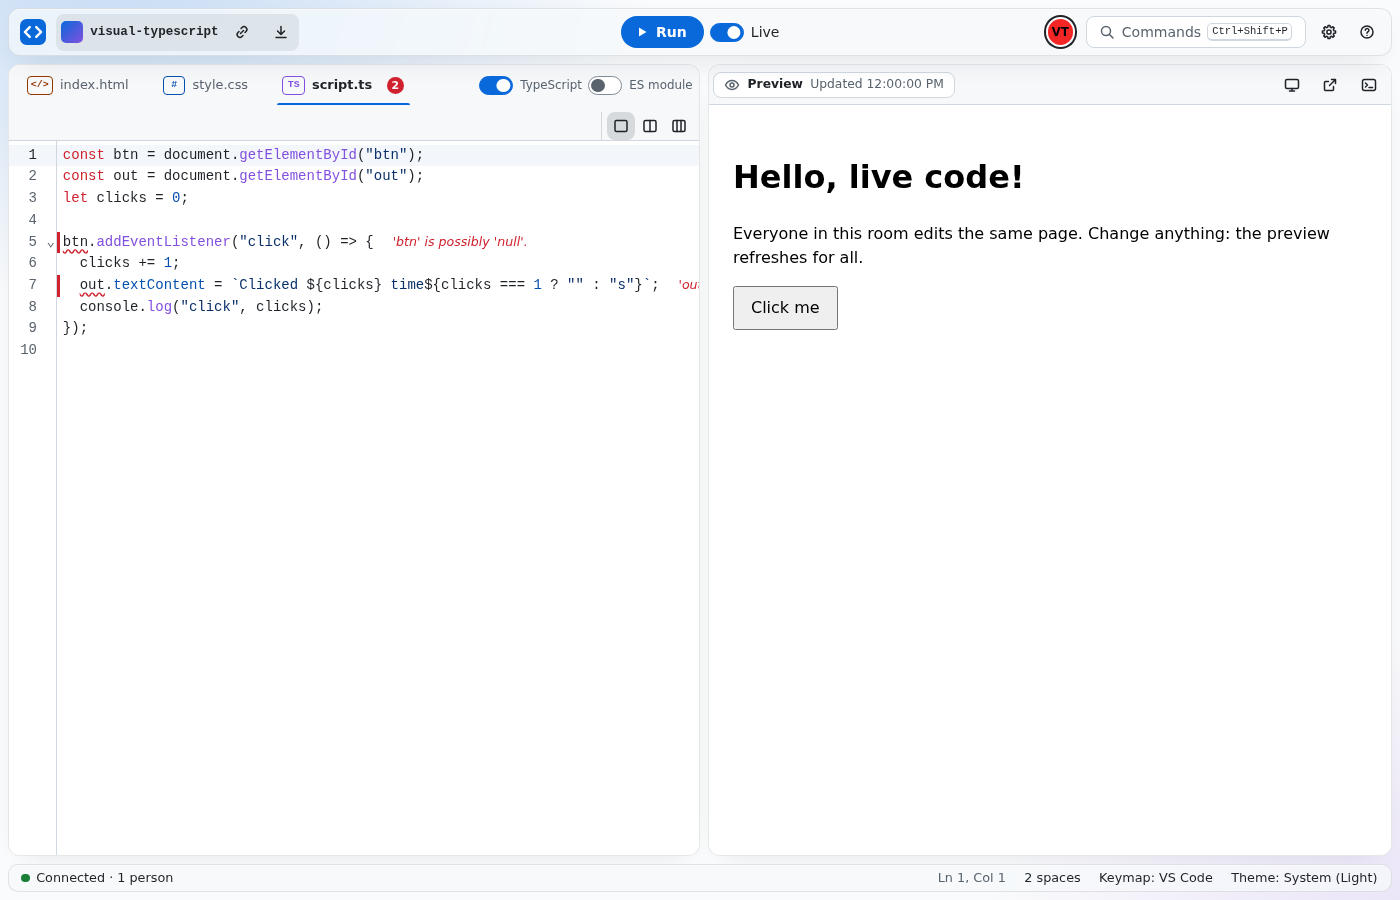 visual-typescript
Run
Live
VT
Commands Ctrl+Shift+P
</> index.html
# style.css
TS script.ts 2
TypeScript
ES module
Preview Updated 12:00:00 PM
1 const btn = document.getElementById("btn");
2 const out = document.getElementById("out");
3 let clicks = 0;
4
5 btn.addEventListener("click", () => { 'btn' is possibly 'null'.
6 clicks += 1;
7 out.textContent = `Clicked ${clicks} time${clicks === 1 ? "" : "s"}`;
8 console.log("click", clicks);
9 });
10
Hello, live code!
Everyone in this room edits the same page. Change anything: the preview
refreshes for all.
Click me
Connected · 1 person
Ln 1, Col 1
2 spaces
Keymap: VS Code
Theme: System (Light)